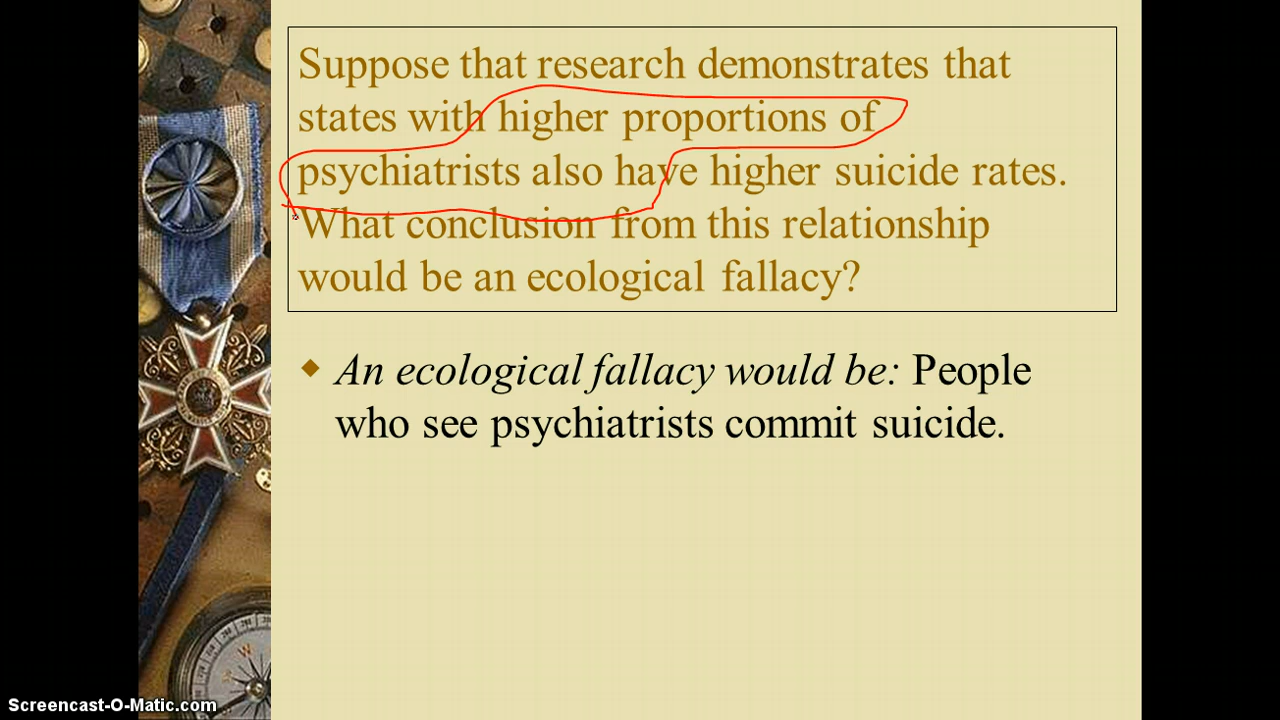 Suppose that research demonstrates that
states with higher proportions of
psychiatrists also have higher suicide rates.
What conclusion from this relationship
would be an ecological fallacy?
An ecological fallacy would be: People
who see psychiatrists commit suicide.
W
Screencast-O-Matic.com